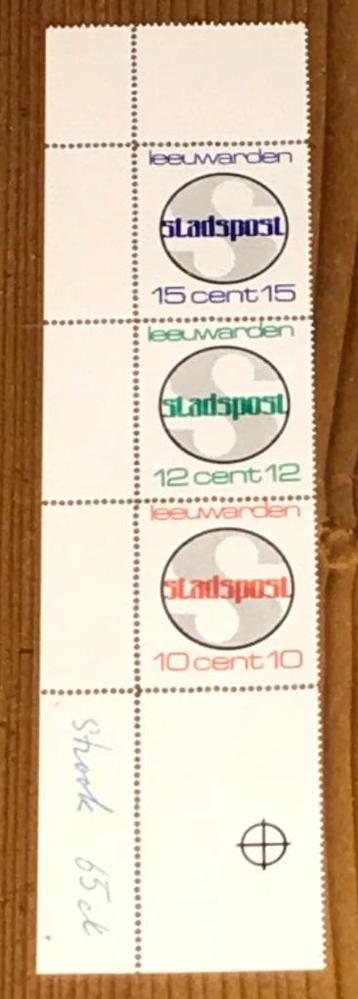 leeuwarden
stadspost
15 cent 15
leeuwarden
stadspost
12 cent 12
leeuwarden
stadspost
10 cent 10
strook 65 ct